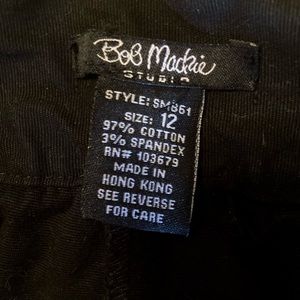 Bob Mackie
STUDIO
STYLE: SM861
SIZE: 12
97% COTTON
3% SPANDEX
RN# 103679
MADE IN
HONG KONG
SEE REVERSE
FOR CARE